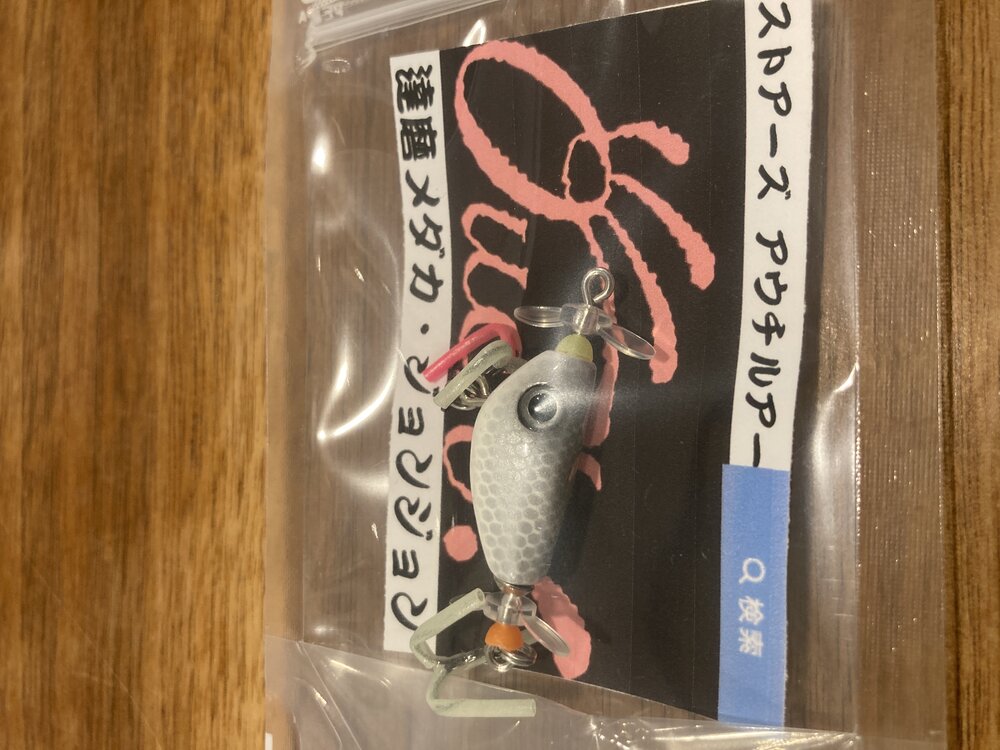 ストアーズ アウチルアー
検索
達磨メダカ・ジョンジョン